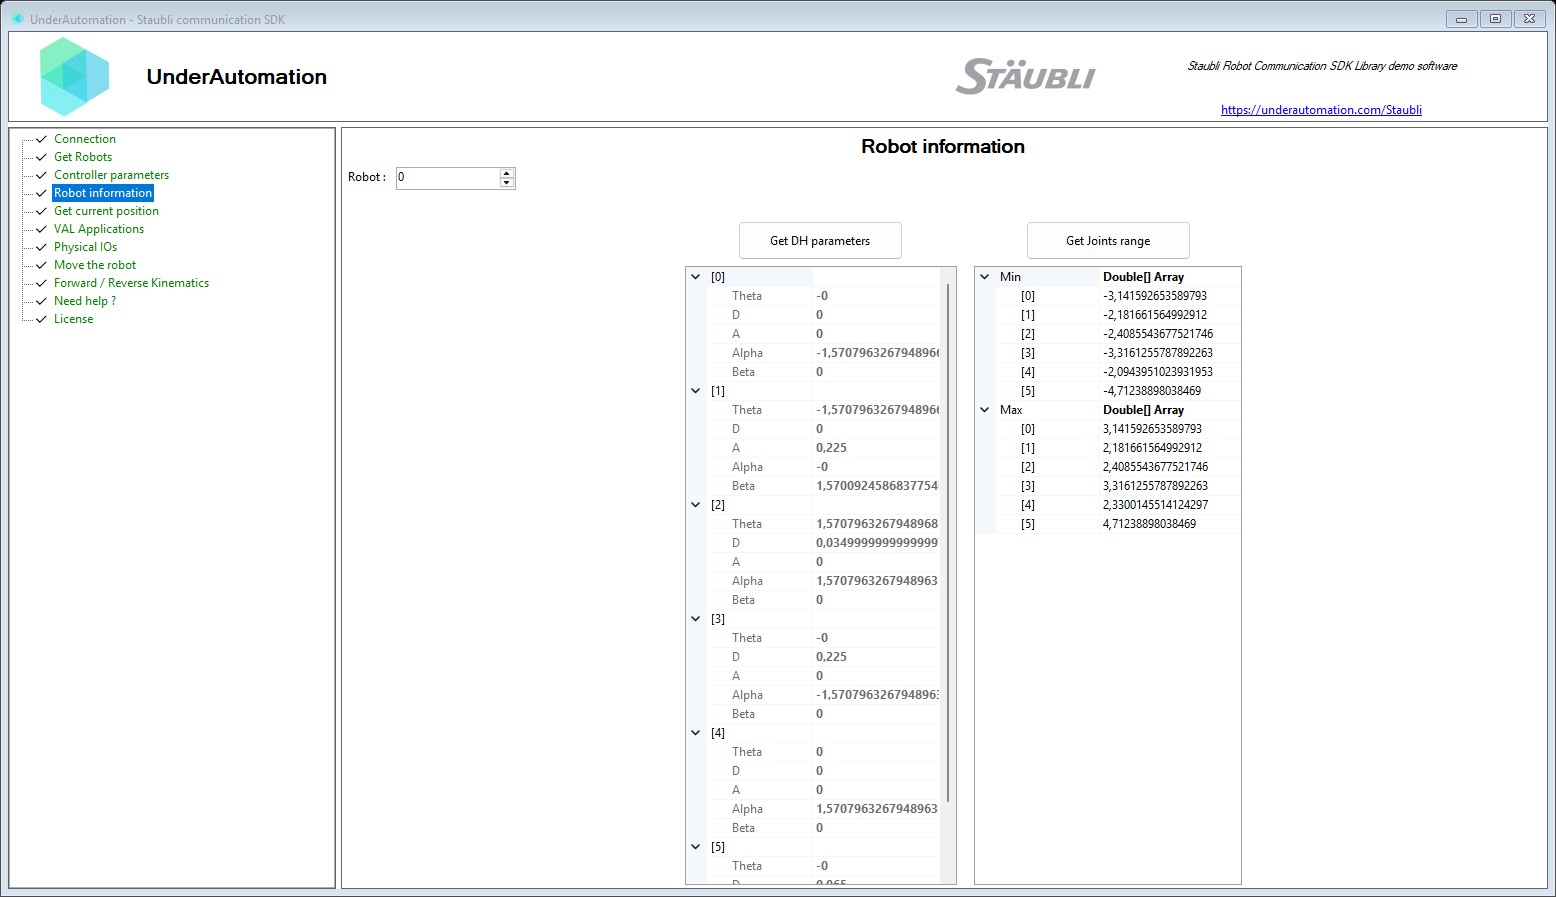 UnderAutomation - Staubli communication SDK
UnderAutomation
STÄUBLI
Staubli Robot Communication SDK Library demo software
https://underautomation.com/Staubli
Connection
Get Robots
Controller parameters
Robot information
Get current position
VAL Applications
Physical IOs
Move the robot
Forward / Reverse Kinematics
Need help ?
License
Robot information
Robot : 0
Get DH parameters
[0]
Theta -0
D 0
A 0
Alpha -1,5707963267948966
Beta 0
[1]
Theta -1,5707963267948966
D 0
A 0,225
Alpha -0
Beta 1,5700924586837754
[2]
Theta 1,5707963267948968
D 0,0349999999999999
A 0
Alpha 1,5707963267948963
Beta 0
[3]
Theta -0
D 0,225
A 0
Alpha -1,5707963267948963
Beta 0
[4]
Theta 0
D 0
A 0
Alpha 1,5707963267948963
Beta 0
[5]
Theta -0
D 0,065
Get Joints range
Min Double[] Array
[0] -3,141592653589793
[1] -2,181661564992912
[2] -2,4085543677521746
[3] -3,3161255787892263
[4] -2,0943951023931953
[5] -4,71238898038469
Max Double[] Array
[0] 3,141592653589793
[1] 2,181661564992912
[2] 2,4085543677521746
[3] 3,3161255787892263
[4] 2,3300145514124297
[5] 4,71238898038469